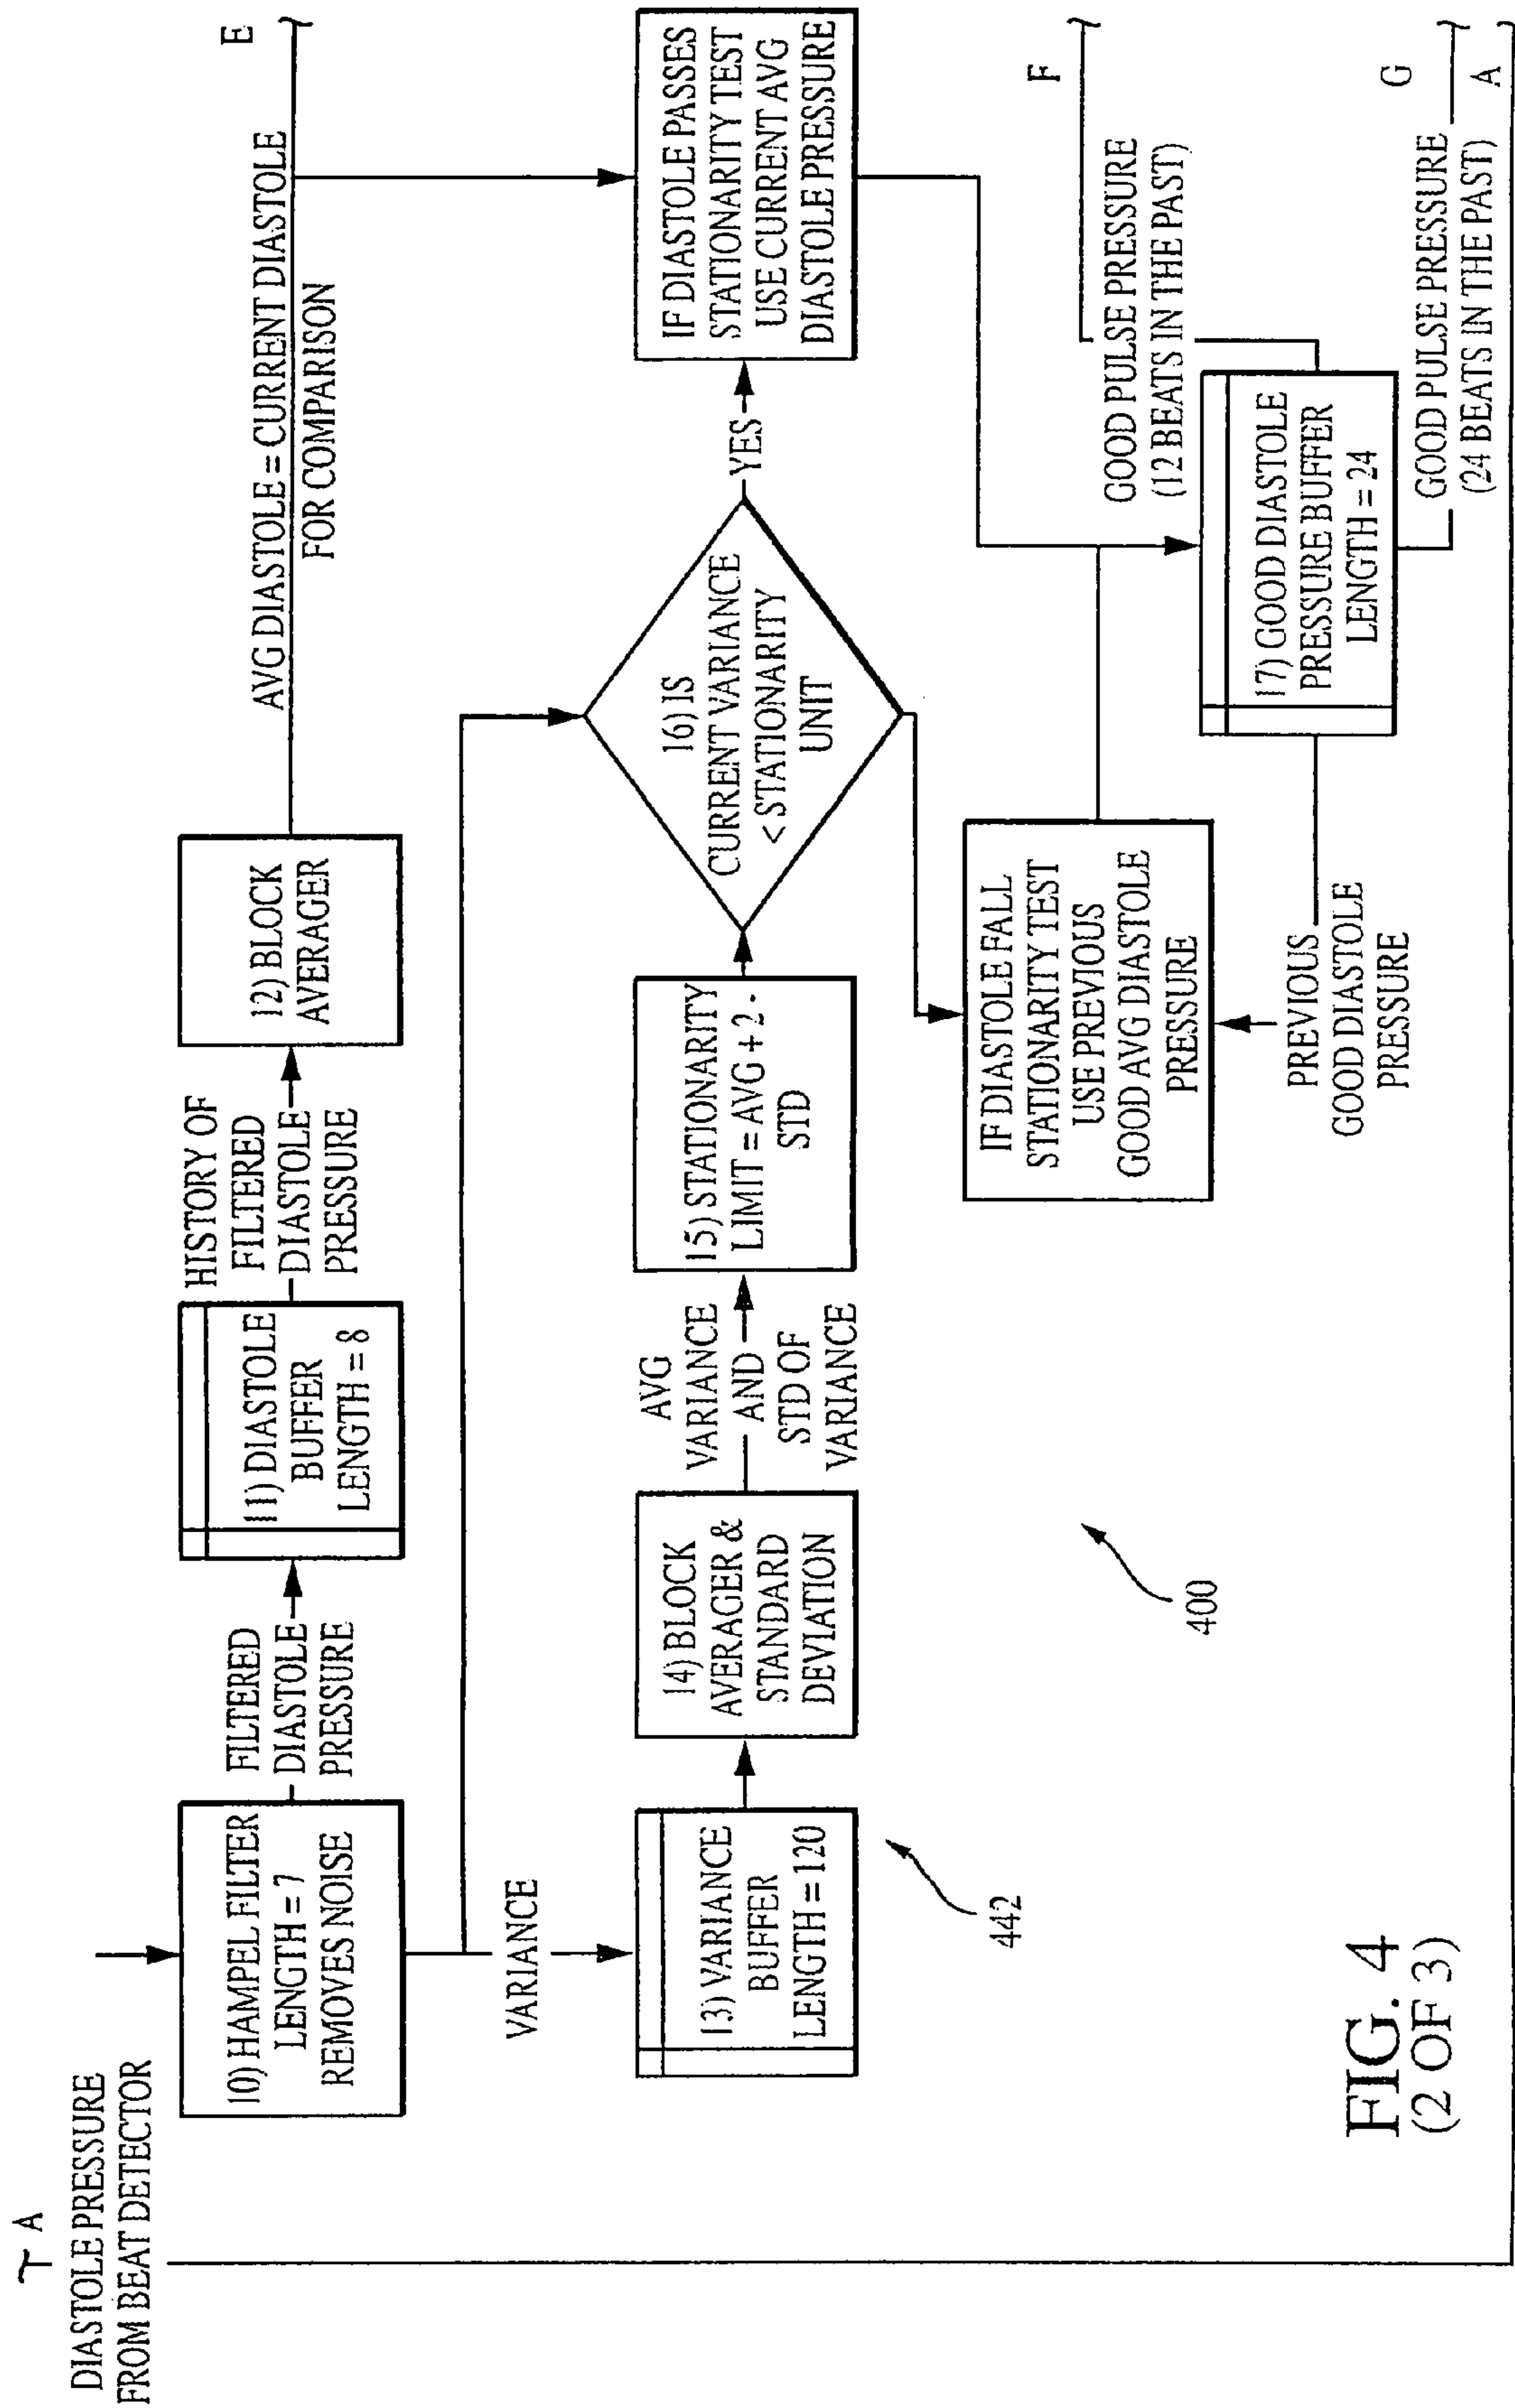 A
DIASTOLE PRESSURE
FROM BEAT DETECTOR
10) HAMPEL FILTER
LENGTH = 7
REMOVES NOISE
FILTERED
DIASTOLE
PRESSURE
11) DIASTOLE
BUFFER
LENGTH = 8
HISTORY OF
FILTERED
DIASTOLE
PRESSURE
12) BLOCK
AVERAGER
AVG DIASTOLE = CURRENT DIASTOLE
FOR COMPARISON
E
VARIANCE
13) VARIANCE
BUFFER
LENGTH = 120
442
14) BLOCK
AVERAGER &
STANDARD
DEVIATION
AVG
VARIANCE
AND
STD OF
VARIANCE
15) STATIONARITY
LIMIT = AVG + 2 -
STD
16) IS
CURRENT VARIANCE
< STATIONARITY
UNIT
YES
IF DIASTOLE PASSES
STATIONARITY TEST
USE CURRENT AVG
DIASTOLE PRESSURE
IF DIASTOLE FALL
STATIONARITY TEST
USE PREVIOUS
GOOD AVG DIASTOLE
PRESSURE
PREVIOUS
GOOD DIASTOLE
PRESSURE
17) GOOD DIASTOLE
PRESSURE BUFFER
LENGTH = 24
GOOD PULSE PRESSURE
(12 BEATS IN THE PAST)
F
GOOD PULSE PRESSURE
(24 BEATS IN THE PAST)
G
A
400
FIG. 4
(2 OF 3)